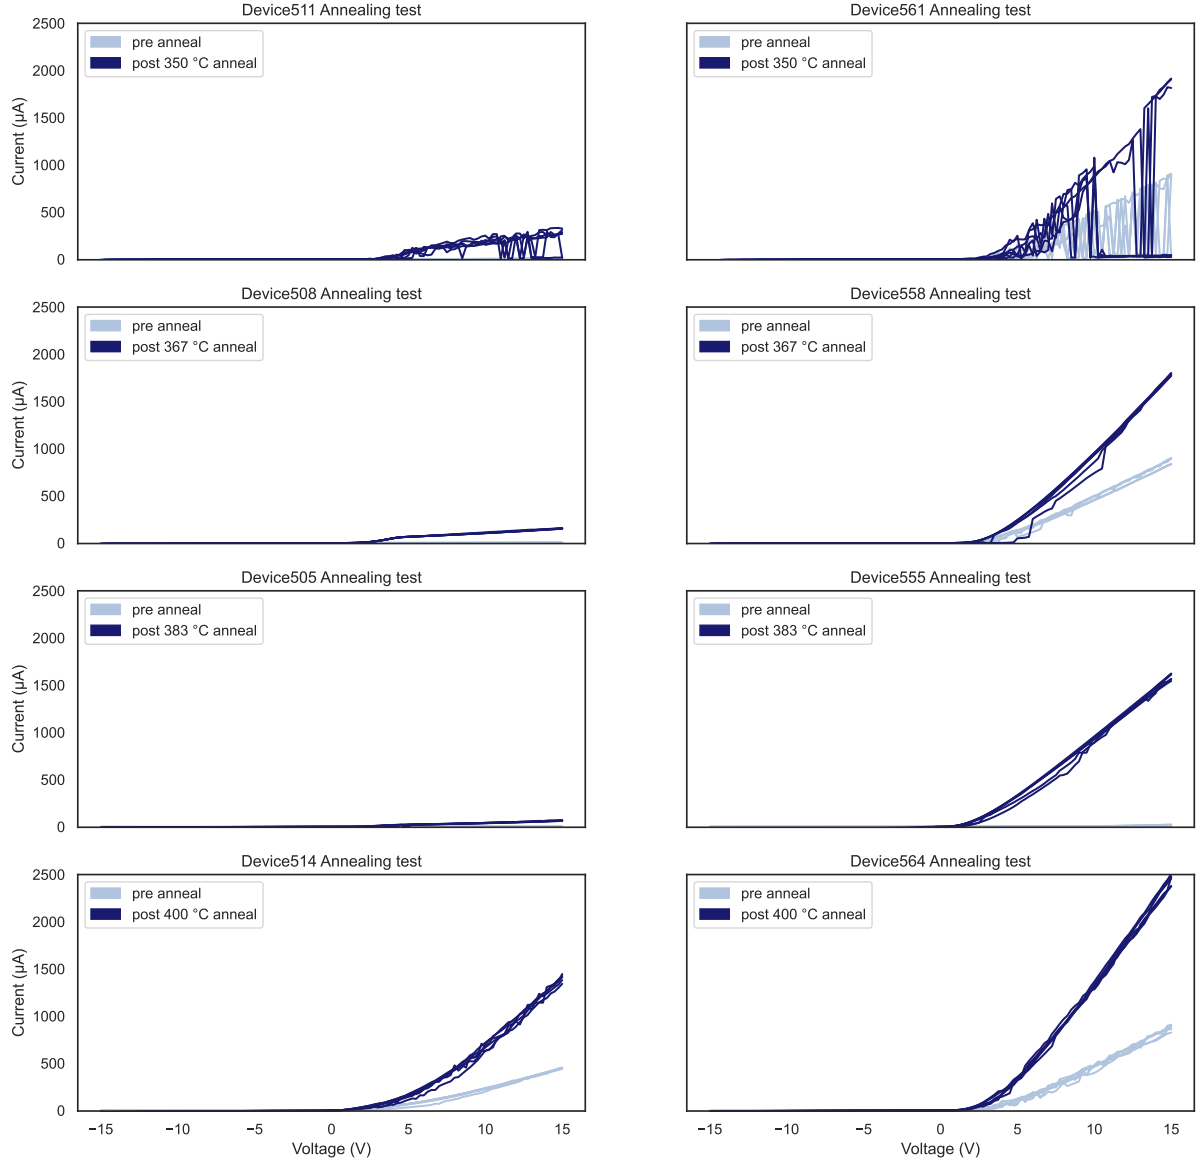 Device511 Annealing test
2500
2000
1500
1000
500
0
Current (µA)
pre anneal
post 350 °C anneal
Device561 Annealing test
pre anneal
post 350 °C anneal
Device508 Annealing test
2500
2000
1500
1000
500
0
Current (µA)
pre anneal
post 367 °C anneal
Device558 Annealing test
pre anneal
post 367 °C anneal
Device505 Annealing test
2500
2000
1500
1000
500
0
Current (µA)
pre anneal
post 383 °C anneal
Device555 Annealing test
pre anneal
post 383 °C anneal
Device514 Annealing test
2500
2000
1500
1000
500
0
Current (µA)
pre anneal
post 400 °C anneal
−15 −10 −5 0 5 10 15
Voltage (V)
Device564 Annealing test
pre anneal
post 400 °C anneal
−15 −10 −5 0 5 10 15
Voltage (V)